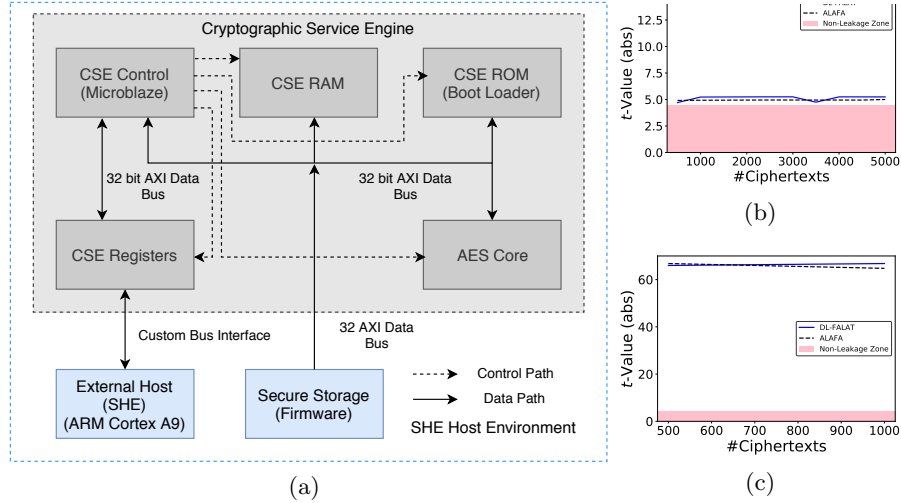 Cryptographic Service Engine
CSE Control
(Microblaze)
CSE RAM
CSE ROM
(Boot Loader)
32 bit AXI Data
Bus
32 bit AXI Data
Bus
CSE Registers
AES Core
Custom Bus Interface
32 AXI Data
Bus
External Host
(SHE)
(ARM Cortex A9)
Secure Storage
(Firmware)
Control Path
Data Path
SHE Host Environment
(a)
ALAFA
Non-Leakage Zone
t-Value (abs)
12.5
10.0
7.5
5.0
2.5
0.0
1000 2000 3000 4000 5000
#Ciphertexts
(b)
t-Value (abs)
60
40
20
0
DL-FALAT
ALAFA
Non-Leakage Zone
500 600 700 800 900 1000
#Ciphertexts
(c)